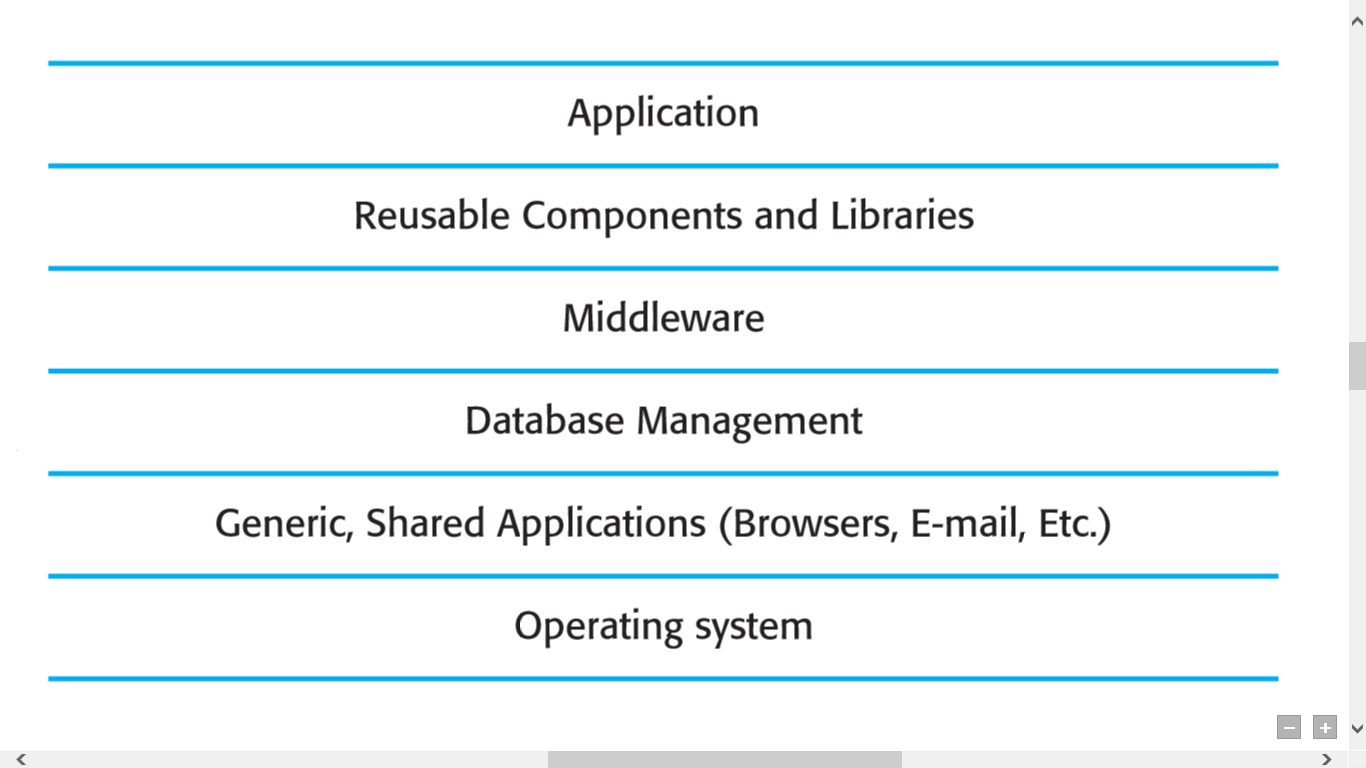 Application
Reusable Components and Libraries
Middleware
Database Management
Generic, Shared Applications (Browsers, E-mail, Etc.)
Operating system